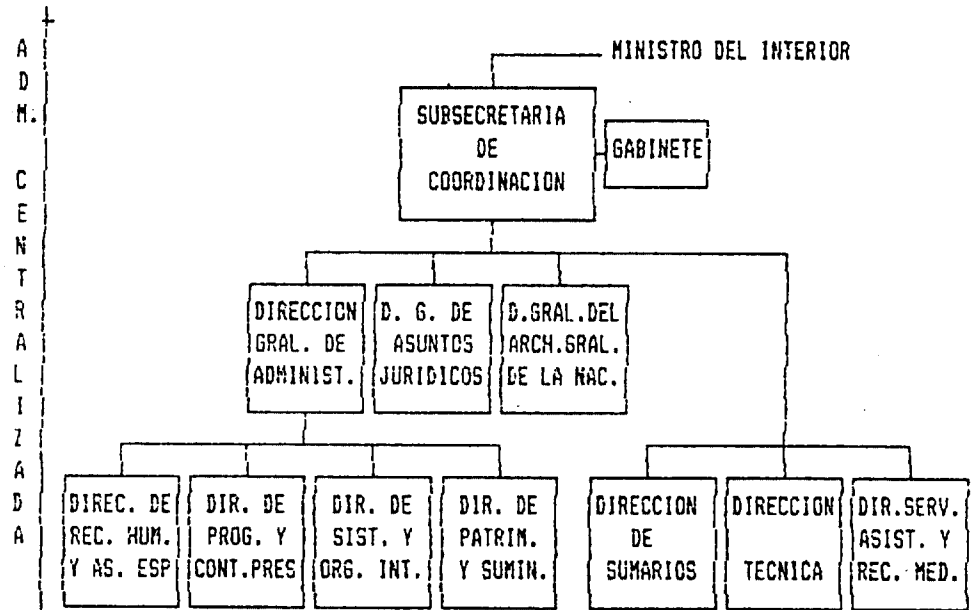 ADM. CENTRALIZADA
MINISTRO DEL INTERIOR
SUBSECRETARIA
DE
COORDINACION
GABINETE
DIRECCION
GRAL. DE
ADMINIST.
D. G. DE
ASUNTOS
JURIDICOS
D.GRAL.DEL
ARCH.GRAL.
DE LA NAC.
DIREC. DE
REC. HUM.
Y AS. ESP
DIR. DE
PROG. Y
CONT.PRES
DIR. DE
SIST. Y
ORG. INT.
DIR. DE
PATRIM.
Y SUMIN.
DIRECCION
DE
SUMARIOS
DIRECCION
TECNICA
DIR.SERV.
ASIST. Y
REC. MED.